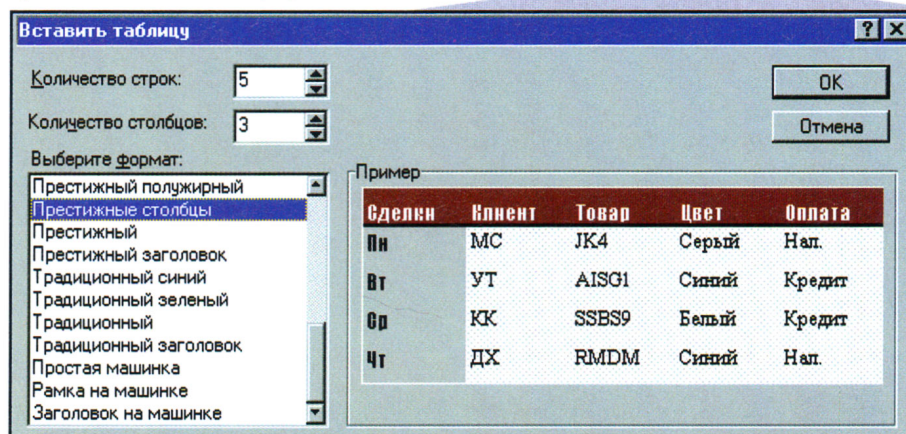 Вставить таблицу
Количество строк: 5
OK
Количество столбцов: 3
Отмена
Выберите формат:
Престижный полужирный
Престижные столбцы
Престижный
Престижный заголовок
Традиционный синий
Традиционный зеленый
Традиционный
Традиционный заголовок
Простая машинка
Рамка на машинке
Заголовок на машинке
Пример
Сделки Клиент Товар Цвет Оплата
Пн МС JK4 Серый Нал.
Вт УТ AISG1 Синий Кредит
Ср КК SSBS9 Белый Кредит
Чт ДХ RMDM Синий Нал.